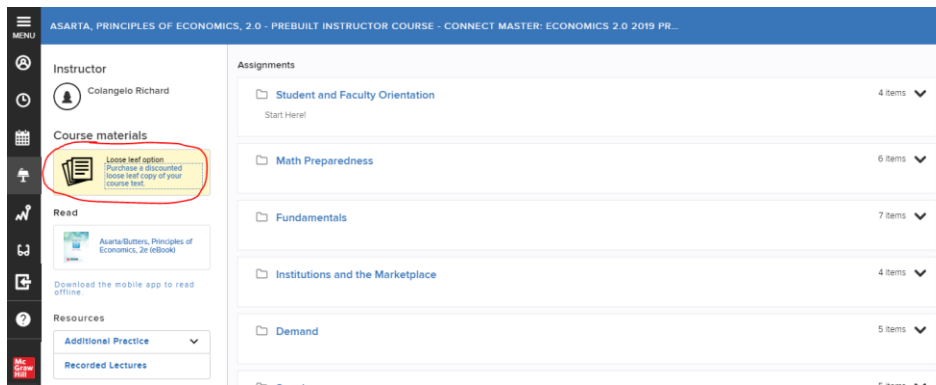 MENU
ASARTA, PRINCIPLES OF ECONOMICS, 2.0 - PREBUILT INSTRUCTOR COURSE - CONNECT MASTER: ECONOMICS 2.0 2019 PR...
Instructor
Colangelo Richard
Course materials
Loose leaf option
Purchase a discounted
loose leaf copy of your
course text.
Read
Asarta/Butters, Principles of
Economics, 2e (eBook)
Download the mobile app to read
offline.
Resources
Additional Practice
Recorded Lectures
Mc
Graw
Hill
Assignments
Student and Faculty Orientation
4 items
Start Here!
Math Preparedness
6 items
Fundamentals
7 items
Institutions and the Marketplace
4 items
Demand
5 items